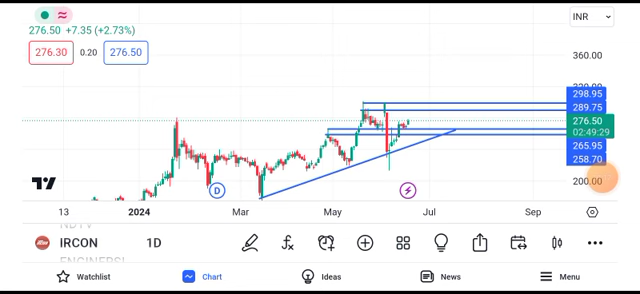 INR
276.50 +7.35 (+2.73%)
276.30 0.20 276.50
360.00
298.95
289.75
276.50
02:49:29
265.95
258.70
200.00
D
13 2024 Mar May Jul Sep
NDTV
IRCON 1D
ENGINERSI
Watchlist Chart Ideas News Menu